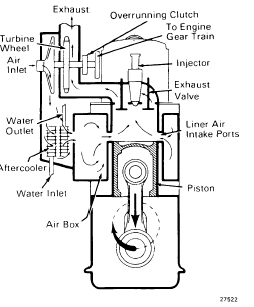 Exhaust
Overrunning Clutch
To Engine
Gear Train
Turbine
Wheel
Air
Inlet
Injector
Exhaust
Valve
Water
Outlet
Liner Air
Intake Ports
Aftercooler
Water Inlet
Piston
Air Box
27522